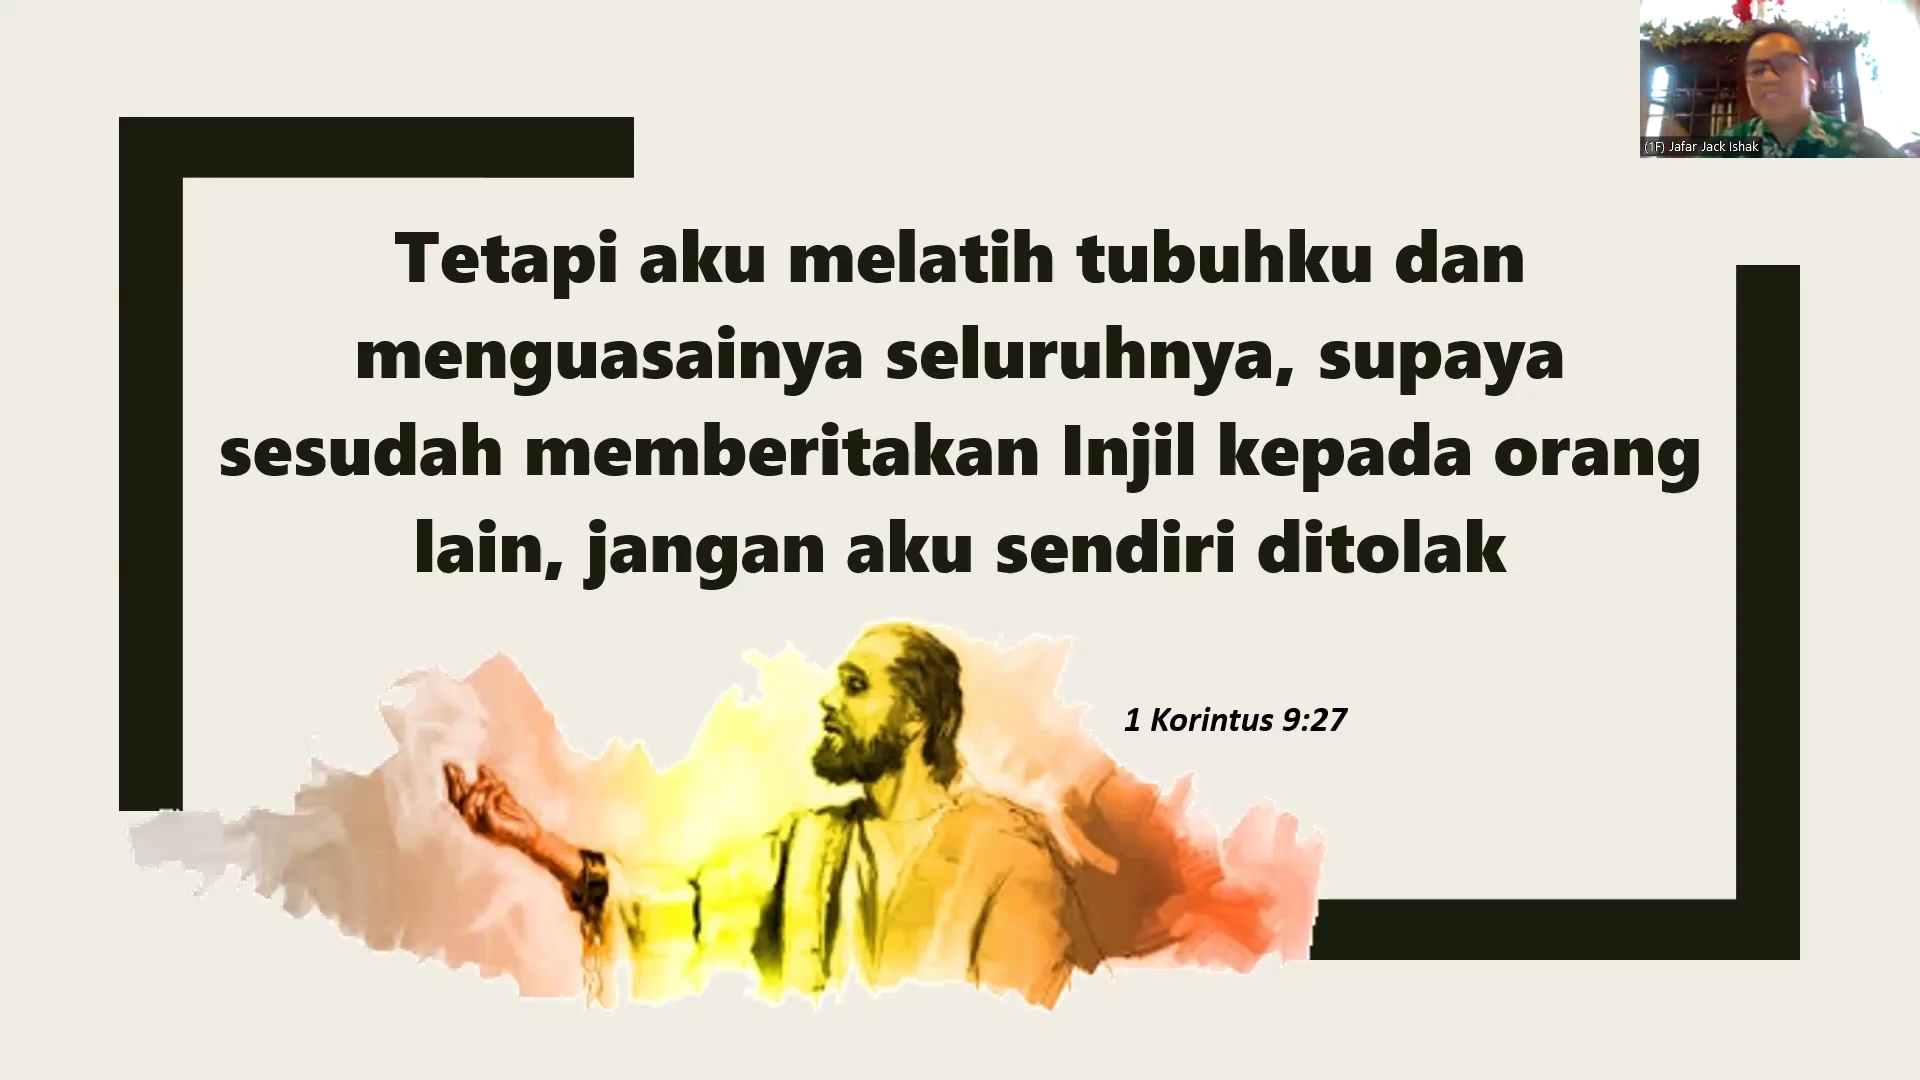 (1F) Jafar Jack Ishak
Tetapi aku melatih tubuhku dan
menguasainya seluruhnya, supaya
sesudah memberitakan Injil kepada orang
lain, jangan aku sendiri ditolak
1 Korintus 9:27